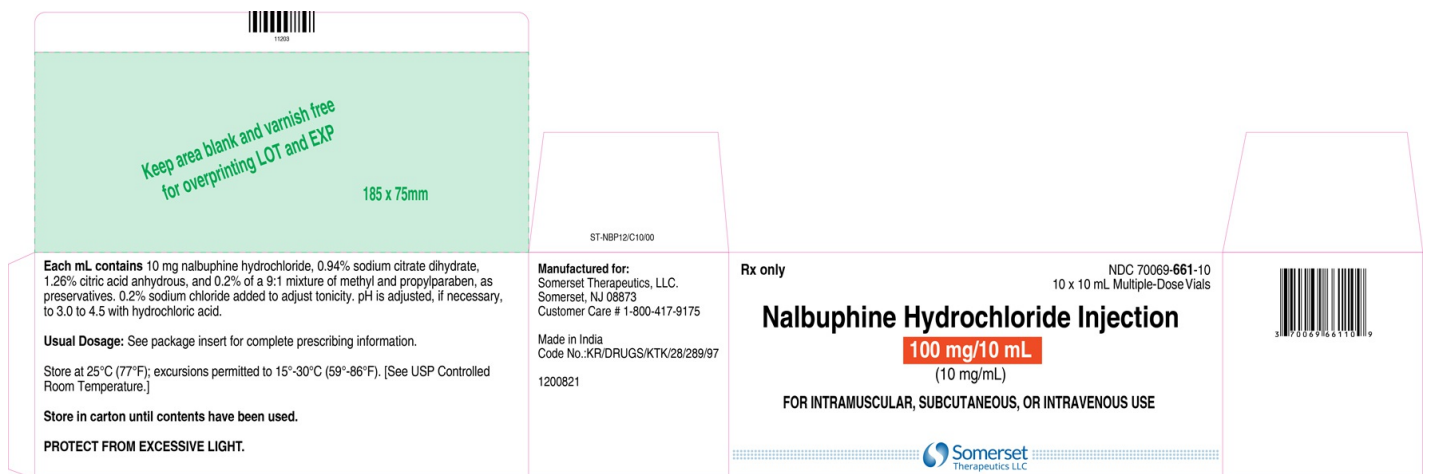 11203
Keep area blank and varnish free
for overprinting LOT and EXP
185 x 75mm
Each mL contains 10 mg nalbuphine hydrochloride, 0.94% sodium citrate dihydrate,
1.26% citric acid anhydrous, and 0.2% of a 9:1 mixture of methyl and propylparaben, as
preservatives. 0.2% sodium chloride added to adjust tonicity. pH is adjusted, if necessary,
to 3.0 to 4.5 with hydrochloric acid.
Usual Dosage: See package insert for complete prescribing information.
Store at 25°C (77°F); excursions permitted to 15°-30°C (59°-86°F). [See USP Controlled
Room Temperature.]
Store in carton until contents have been used.
PROTECT FROM EXCESSIVE LIGHT.
ST-NBP12/C10/00
Manufactured for:
Somerset Therapeutics, LLC.
Somerset, NJ 08873
Customer Care # 1-800-417-9175
Made in India
Code No.:KR/DRUGS/KTK/28/289/97
1200821
Rx only
NDC 70069-661-10
10 x 10 mL Multiple-Dose Vials
Nalbuphine Hydrochloride Injection
100 mg/10 mL
(10 mg/mL)
FOR INTRAMUSCULAR, SUBCUTANEOUS, OR INTRAVENOUS USE
Somerset
Therapeutics LLC
3 70069 66110 9